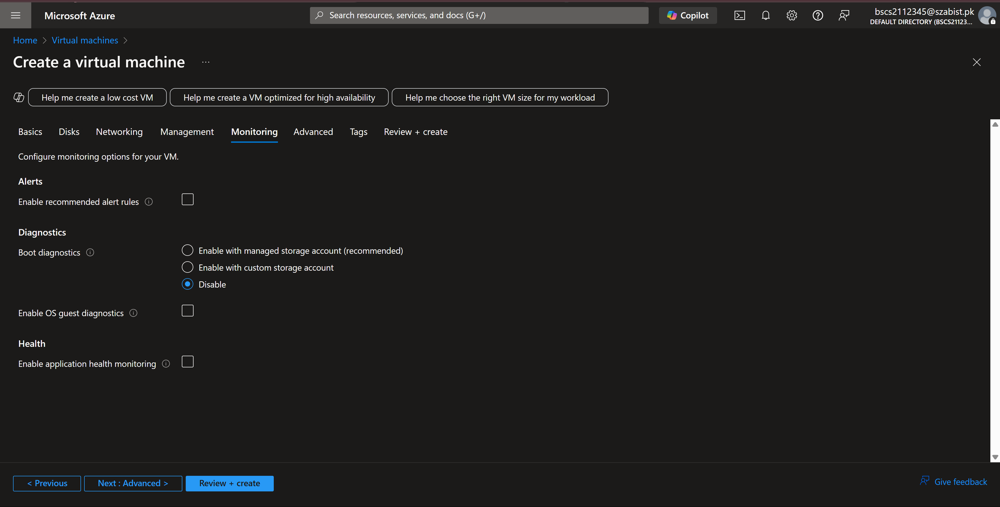 Microsoft Azure
Search resources, services, and docs (G+/)
Copilot
bscs2112345@szabist.pk
DEFAULT DIRECTORY (BSCS21123...
Home > Virtual machines >
Create a virtual machine ...
Help me create a low cost VM
Help me create a VM optimized for high availability
Help me choose the right VM size for my workload
Basics Disks Networking Management Monitoring Advanced Tags Review + create
Configure monitoring options for your VM.
Alerts
Enable recommended alert rules
Diagnostics
Boot diagnostics
Enable with managed storage account (recommended)
Enable with custom storage account
Disable
Enable OS guest diagnostics
Health
Enable application health monitoring
< Previous
Next : Advanced >
Review + create
Give feedback